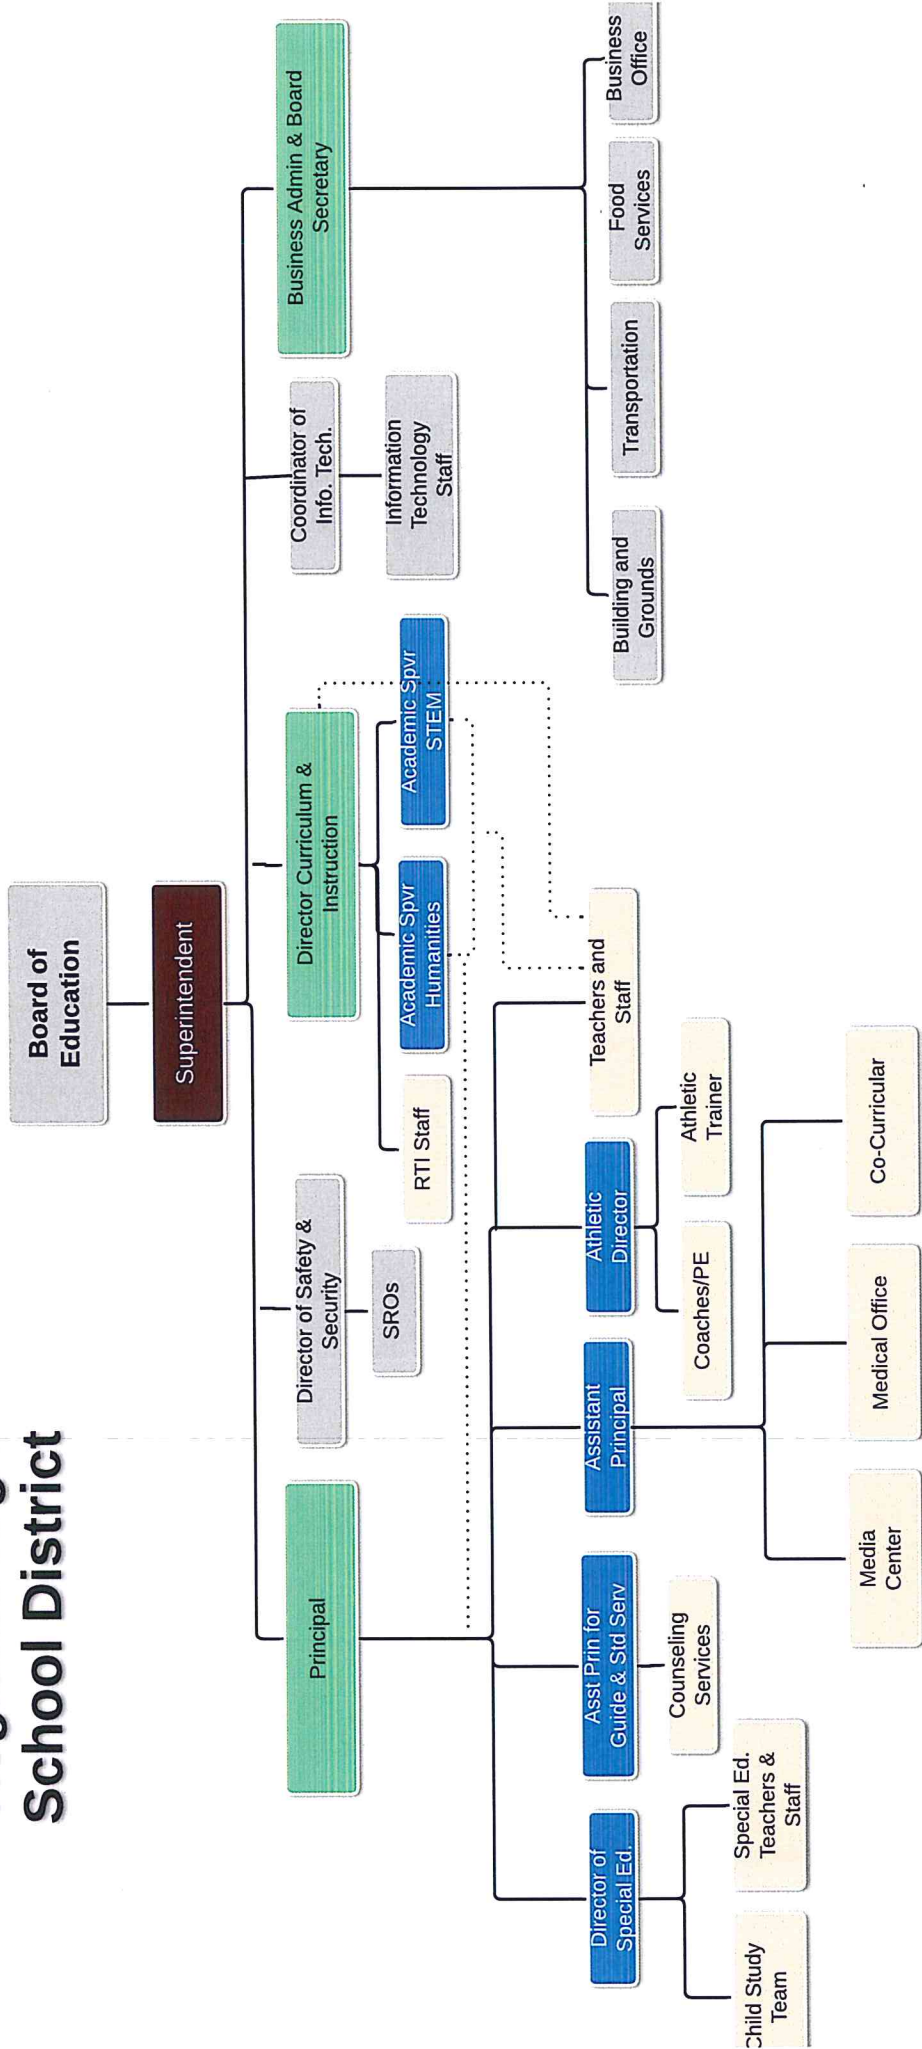 School District
Board of
Education
Superintendent
Principal
Director of Safety &
Security
SROs
Director Curriculum &
Instruction
RTI Staff
Academic Spvr
Humanities
Academic Spvr
STEM
Coordinator of
Info. Tech.
Information
Technology
Staff
Business Admin & Board
Secretary
Director of
Special Ed.
Child Study
Team
Special Ed.
Teachers &
Staff
Asst Prin for
Guide & Std Serv
Counseling
Services
Assistant
Principal
Media
Center
Medical Office
Co-Curricular
Athletic
Director
Coaches/PE
Athletic
Trainer
Teachers and
Staff
Building and
Grounds
Transportation
Food
Services
Business
Office